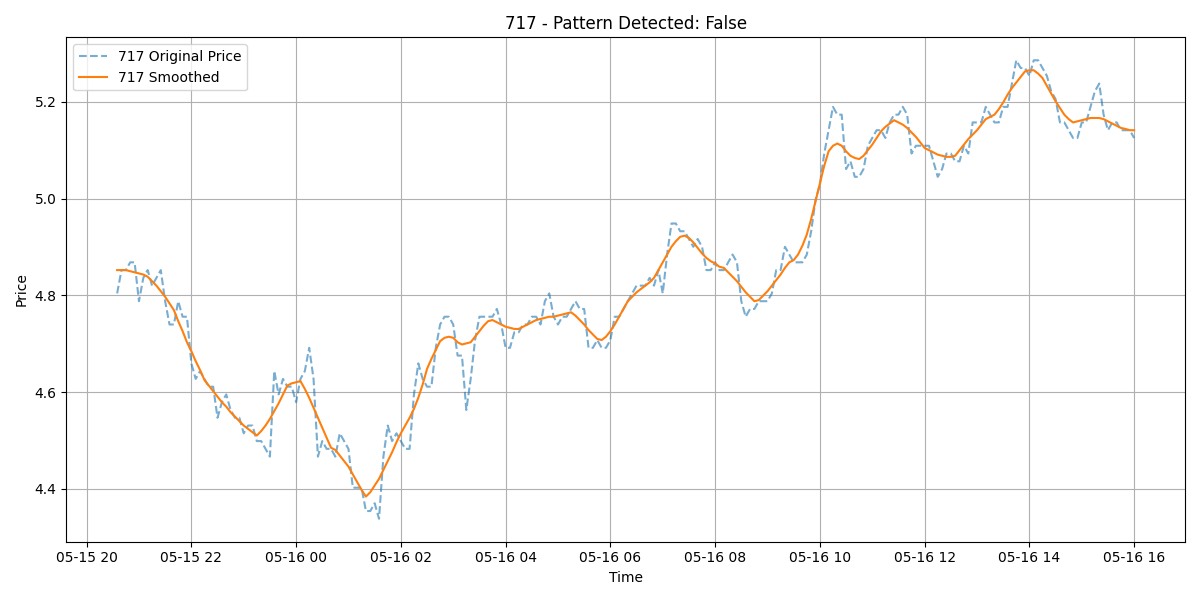 717 - Pattern Detected: False
717 Original Price
717 Smoothed
Price
5.2
5.0
4.8
4.6
4.4
05-15 20 05-15 22 05-16 00 05-16 02 05-16 04 05-16 06 05-16 08 05-16 10 05-16 12 05-16 14 05-16 16
Time